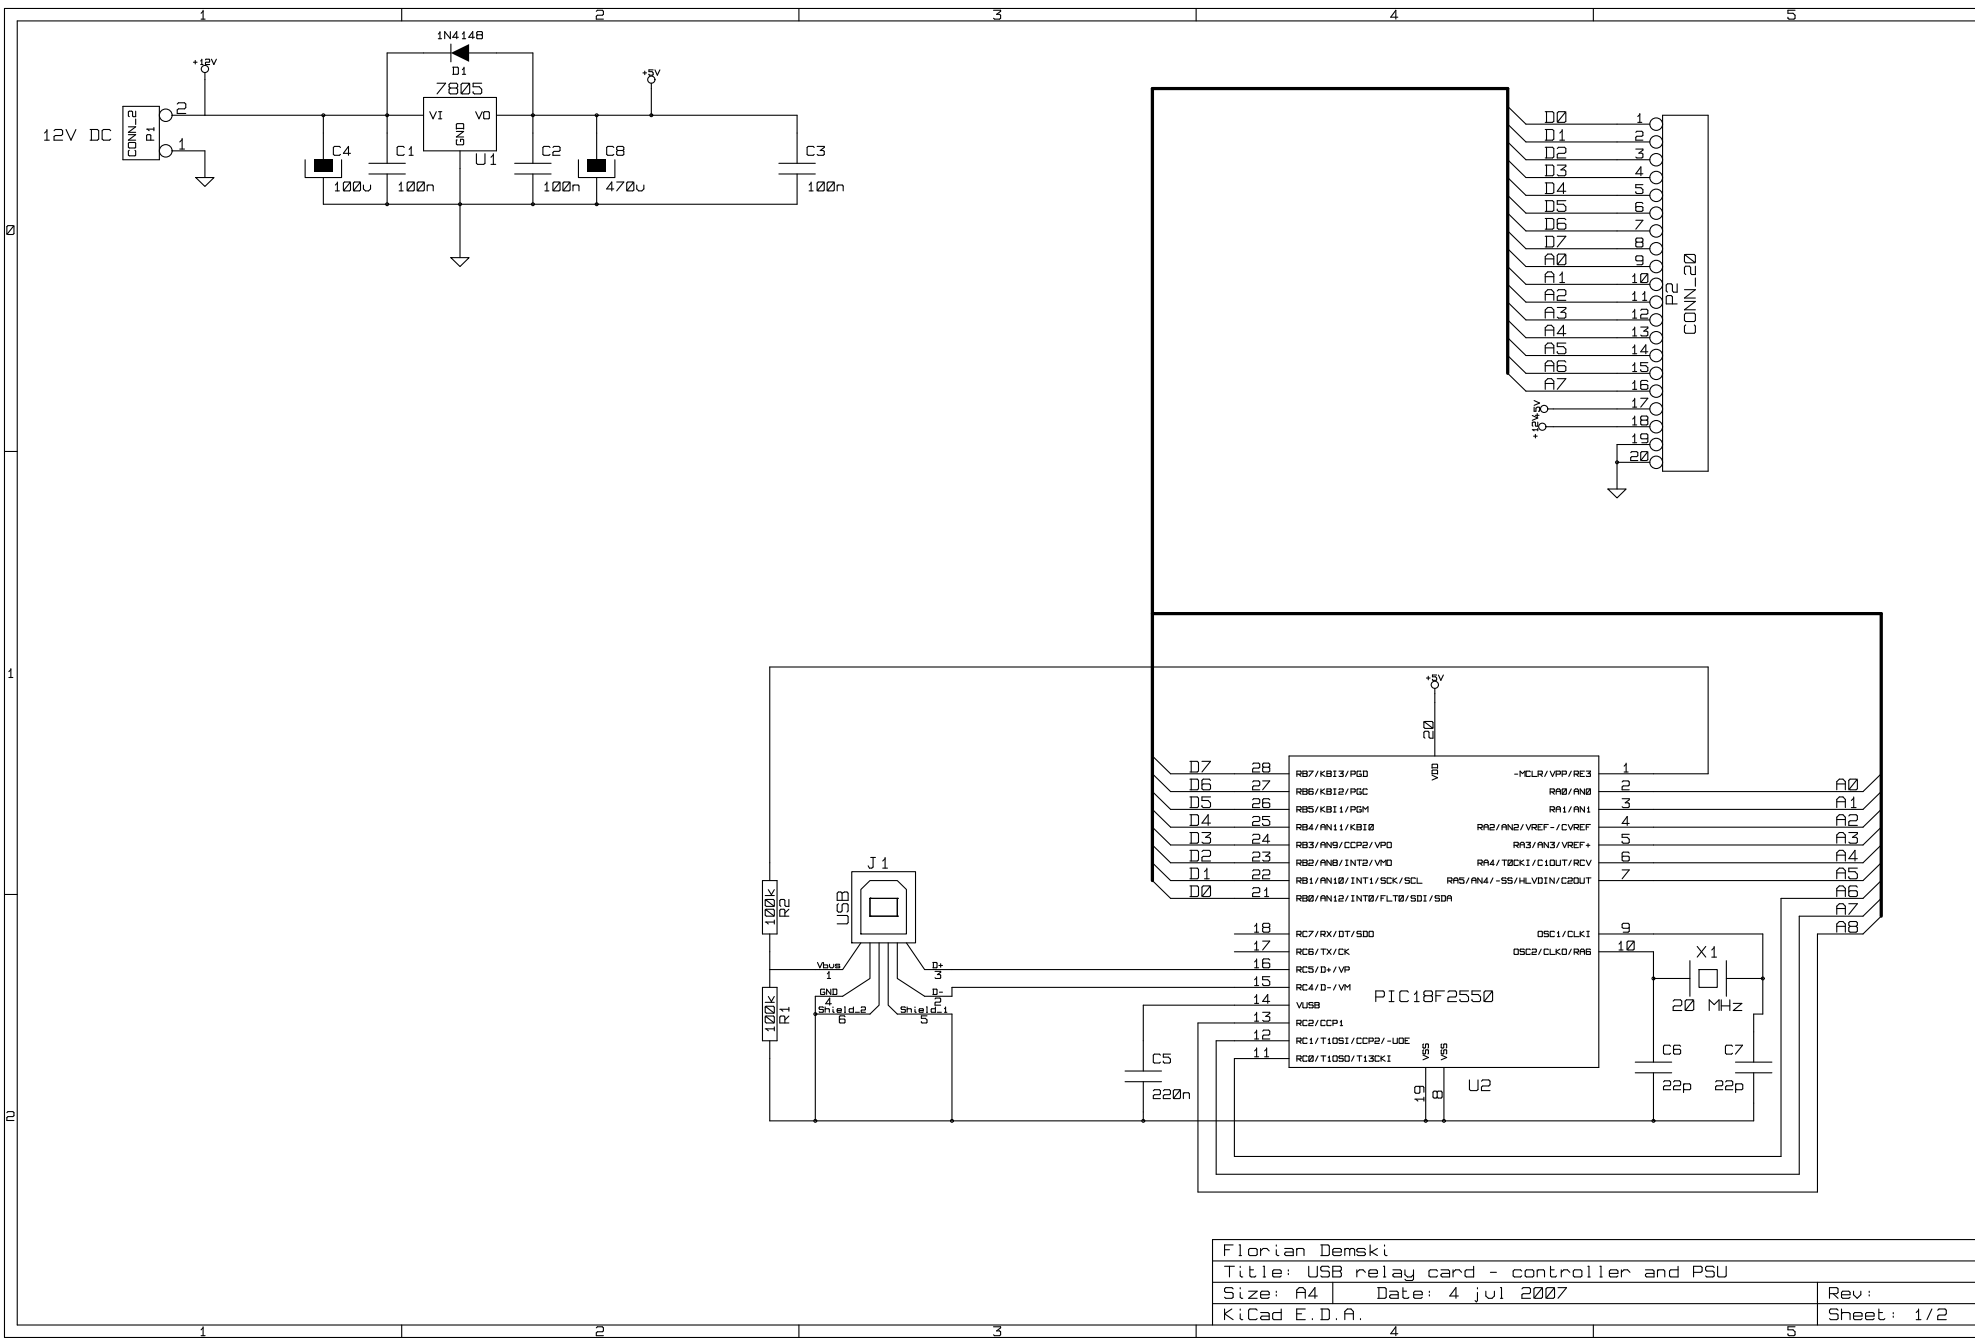 1 2 3 4 5
1N4148
D1
+12V
+5V
7805
VI VO
GND
U1
12V DC
CONN_2
P1
2
1
C4
100u
C1
100n
C2
100n
C8
470u
C3
100n
0
1
2
D0 1
D1 2
D2 3
D3 4
D4 5
D5 6
D6 7
D7 8
A0 9
A1 10
A2 11
A3 12
A4 13
A5 14
A6 15
A7 16
+5V 17
+12V 18
19
20
P2
CONN_20
+5V
20
VDD
D7 28 RB7/KBI3/PGD
D6 27 RB6/KBI2/PGC
D5 26 RB5/KBI1/PGM
D4 25 RB4/AN11/KBI0
D3 24 RB3/AN9/CCP2/VPO
D2 23 RB2/AN8/INT2/VMO
D1 22 RB1/AN10/INT1/SCK/SCL
D0 21 RB0/AN12/INT0/FLT0/SDI/SDA
18 RC7/RX/DT/SDO
17 RC6/TX/CK
16 RC5/D+/VP
15 RC4/D-/VM
14 VUSB
13 RC2/CCP1
12 RC1/T1OSI/CCP2/-UOE
11 RC0/T1OSO/T13CKI
-MCLR/VPP/RE3 1
RA0/AN0 2 A0
RA1/AN1 3 A1
RA2/AN2/VREF-/CVREF 4 A2
RA3/AN3/VREF+ 5 A3
RA4/T0CKI/C1OUT/RCV 6 A4
RA5/AN4/-SS/HLVDIN/C2OUT 7 A5
A6
A7
A8
OSC1/CLKI 9
OSC2/CLKO/RA6 10
PIC18F2550
U2
VSS VSS
19 8
X1
20 MHz
C6
22p
C7
22p
C5
220n
J1
USB
Vbus
1
GND
4
Shield_2
6
D+
3
D-
2
Shield_1
5
100k
R2
100k
R1
Florian Demski
Title: USB relay card - controller and PSU
Size: A4 Date: 4 jul 2007 Rev:
KiCad E.D.A. Sheet: 1/2
1 2 3 4 5